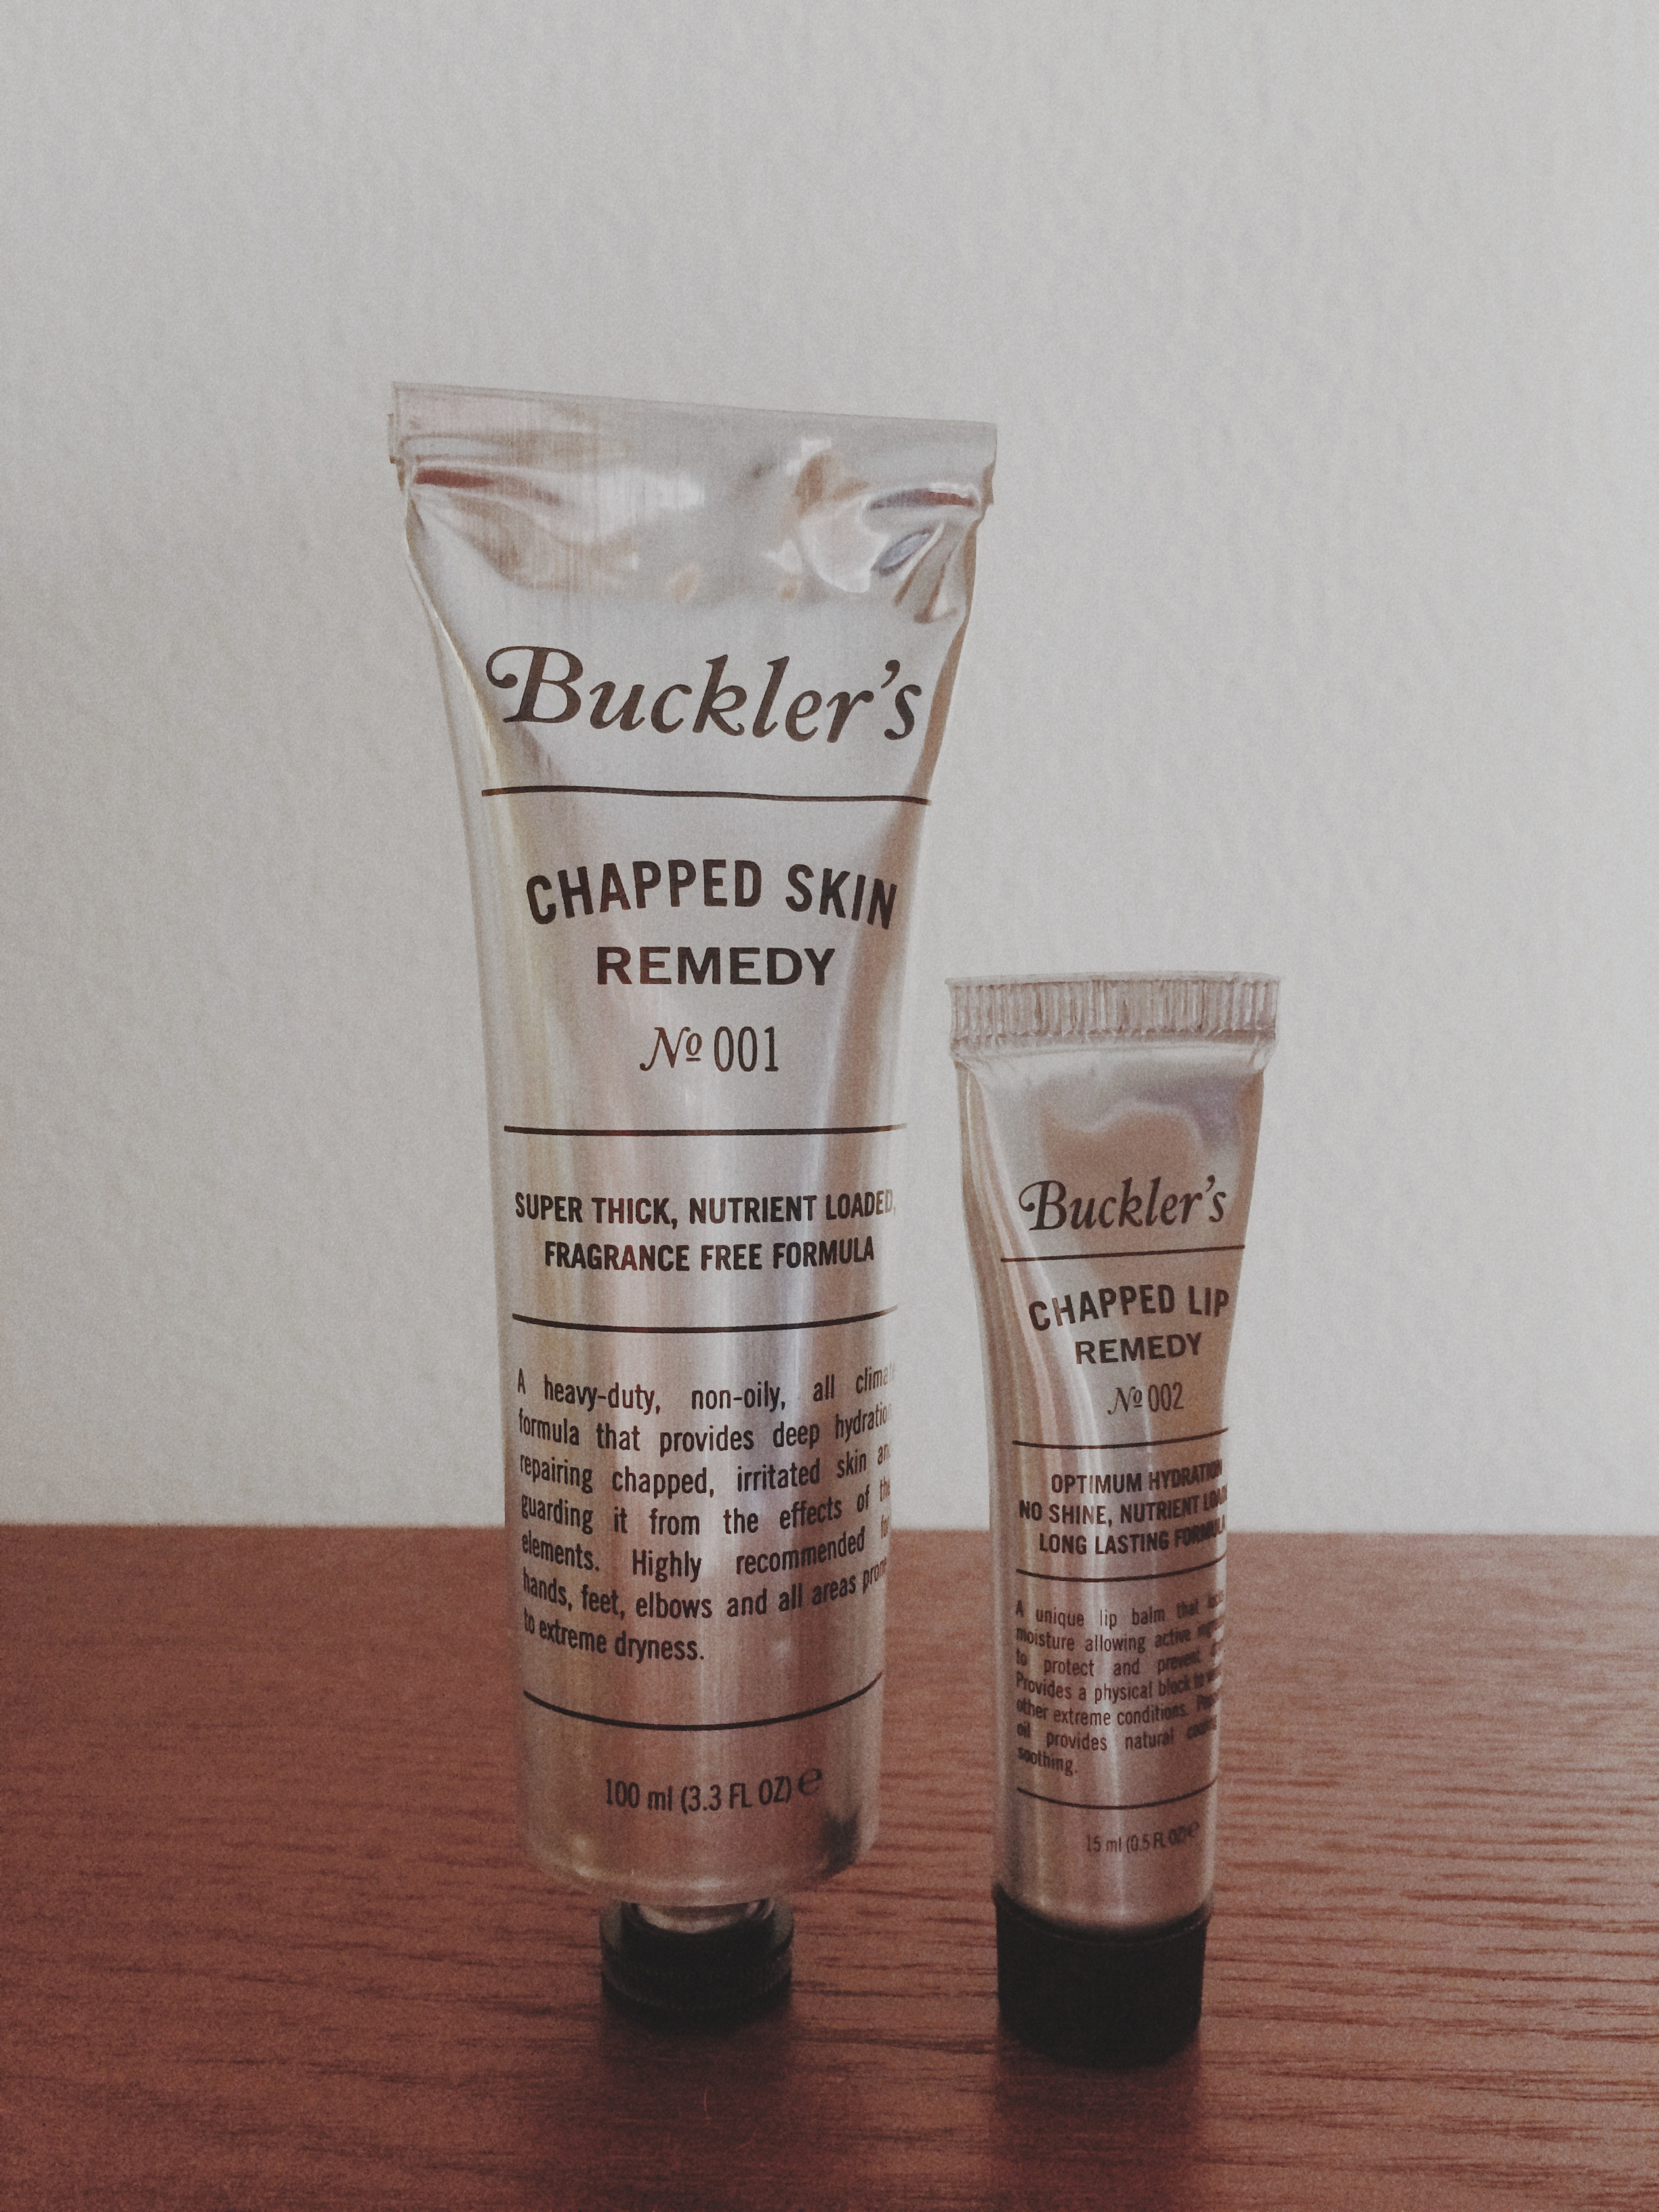 Buckler's
CHAPPED SKIN
REMEDY
№ 001
SUPER THICK, NUTRIENT LOADED,
FRAGRANCE FREE FORMULA
A heavy-duty, non-oily, all
formula that provides deep
repairing chapped, irritated skin
guarding it from the effects of the
elements. Highly recommended
hands, feet, elbows and all areas
to extreme dryness.
100 ml (3.3 FL OZ) ℮
Buckler's
CHAPPED LIP
REMEDY
№ 002
OPTIMUM HYDRATION
NO SHINE, NUTRIENT
LONG LASTING FORMULA
A unique lip balm that
moisture allowing active
to protect and prevent
Provides a physical block to
other extreme conditions.
oil provides natural
soothing.
15 ml (0.5 FL OZ) ℮